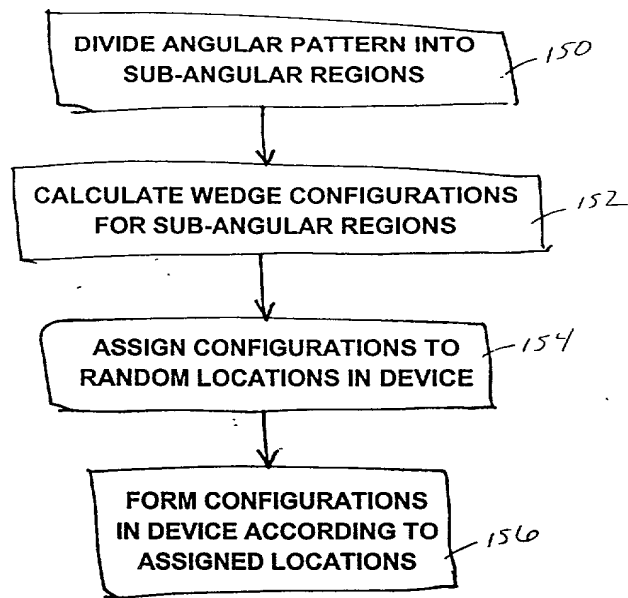 DIVIDE ANGULAR PATTERN INTO
SUB-ANGULAR REGIONS
150
CALCULATE WEDGE CONFIGURATIONS
FOR SUB-ANGULAR REGIONS
152
ASSIGN CONFIGURATIONS TO
RANDOM LOCATIONS IN DEVICE
154
FORM CONFIGURATIONS
IN DEVICE ACCORDING TO
ASSIGNED LOCATIONS
156